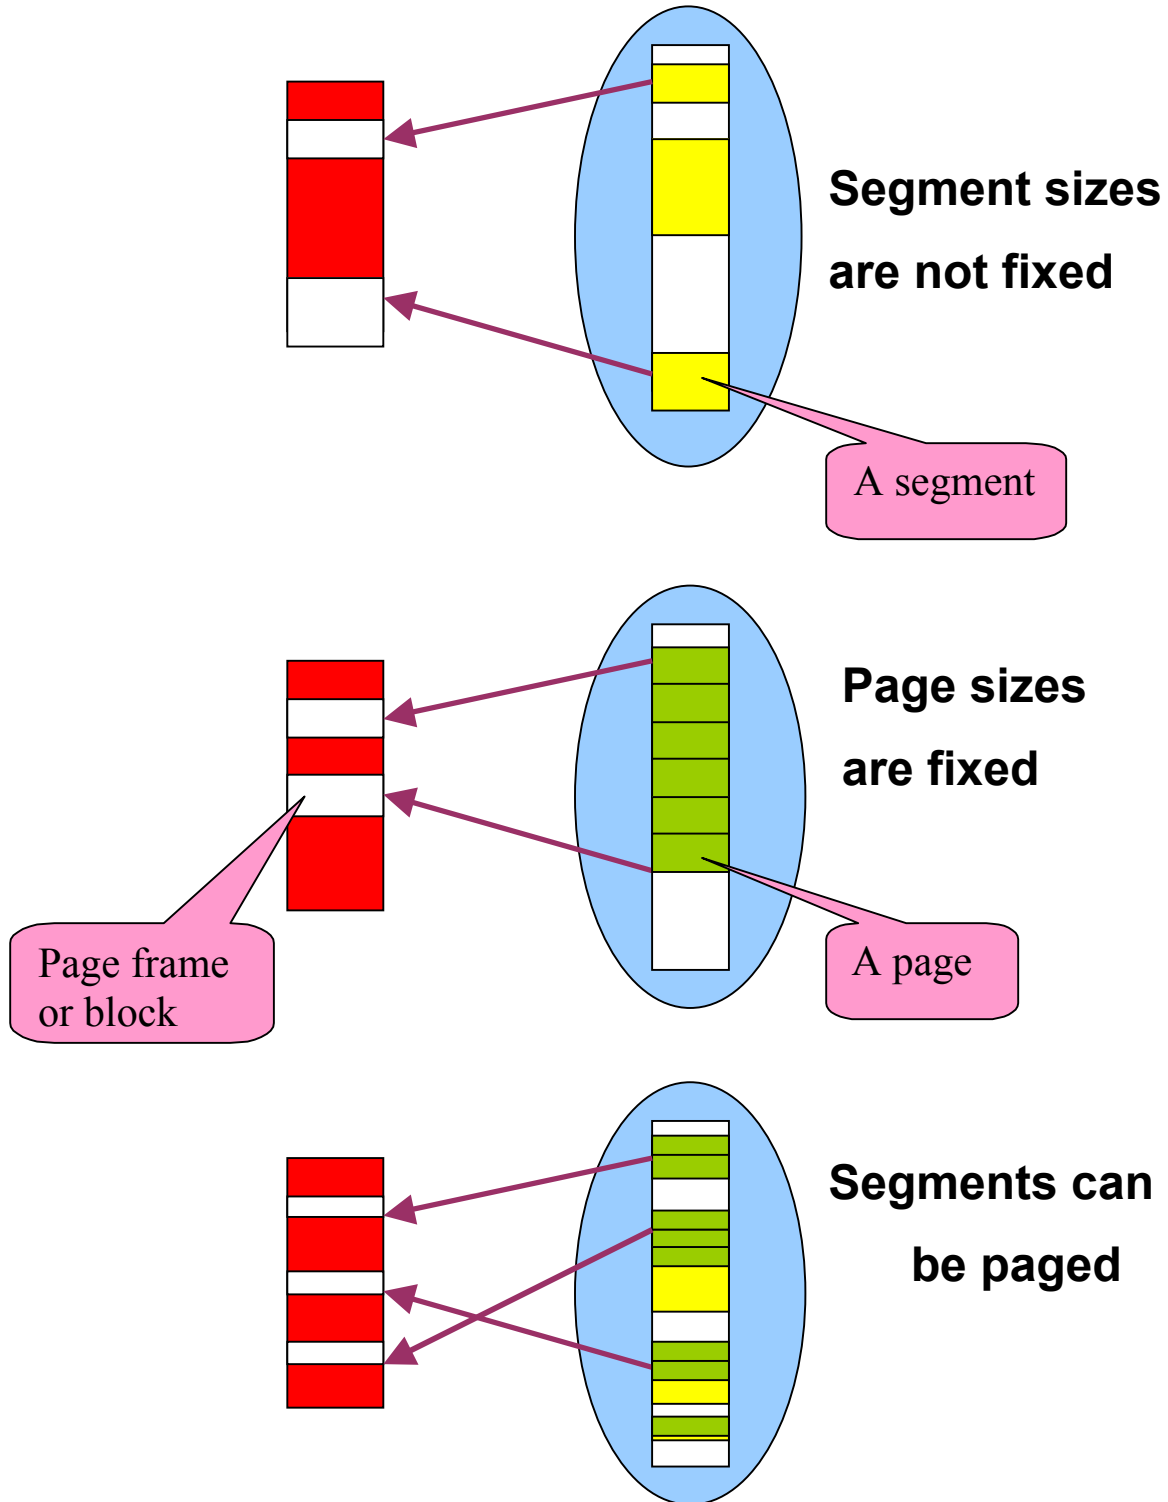 Segment sizes
are not fixed
A segment
Page sizes
are fixed
Page frame
or block
A page
Segments can
be paged